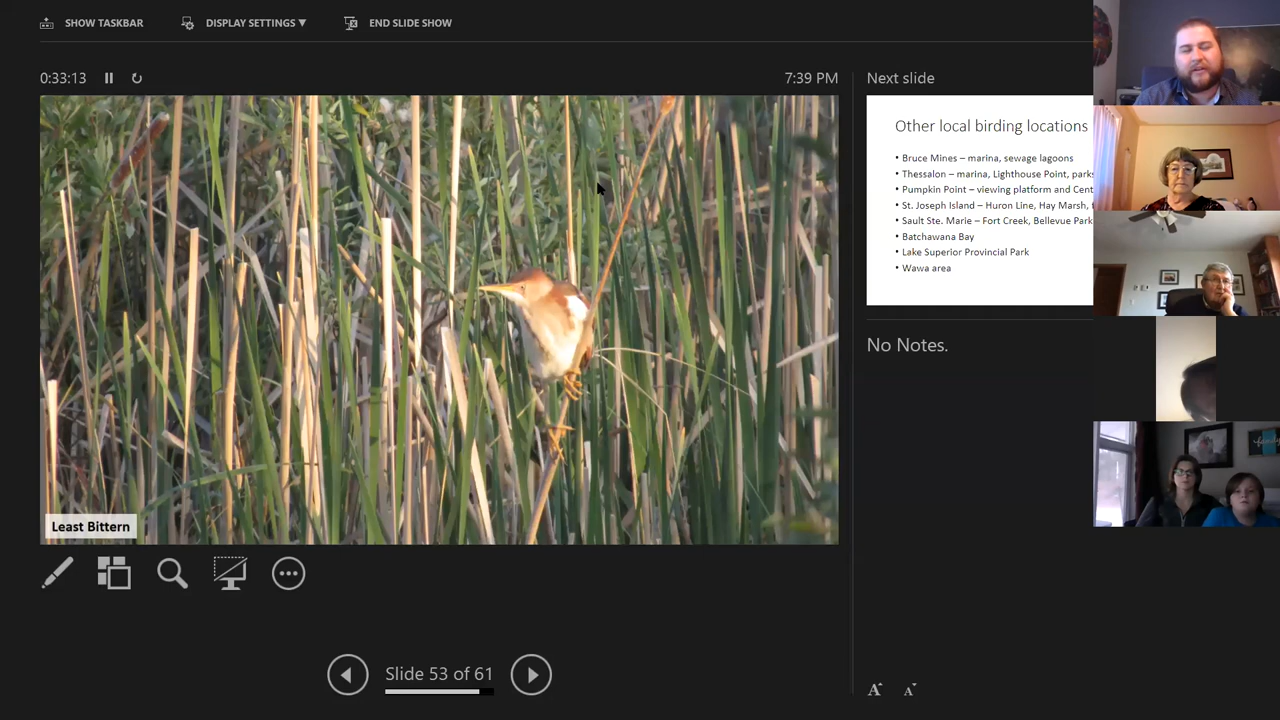 SHOW TASKBAR
DISPLAY SETTINGS ▼
END SLIDE SHOW
0:33:13
7:39 PM
Next slide
Other local birding locations
• Bruce Mines – marina, sewage lagoons
• Thessalon – marina, Lighthouse Point, parks
• Pumpkin Point – viewing platform and Cent
• St. Joseph Island – Huron Line, Hay Marsh,
• Sault Ste. Marie – Fort Creek, Bellevue Park
• Batchawana Bay
• Lake Superior Provincial Park
• Wawa area
No Notes.
Least Bittern
Slide 53 of 61
A A